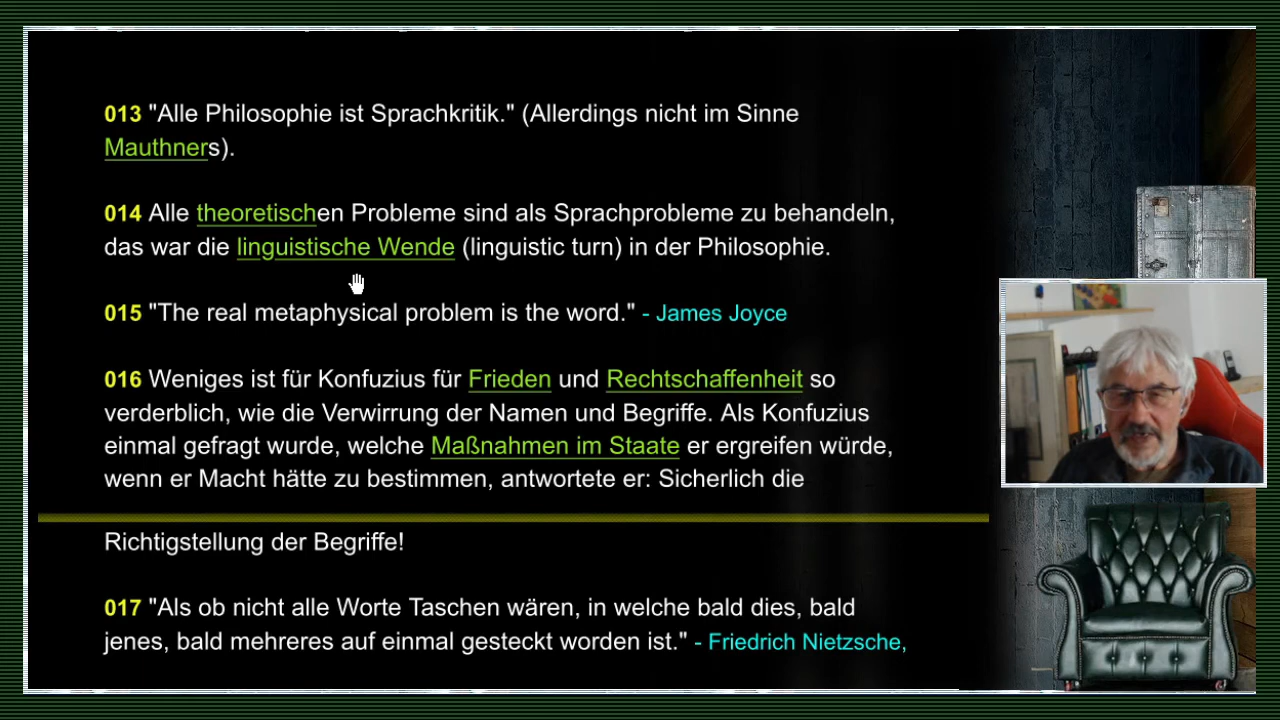 013 "Alle Philosophie ist Sprachkritik." (Allerdings nicht im Sinne
Mauthners).
014 Alle theoretischen Probleme sind als Sprachprobleme zu behandeln,
das war die linguistische Wende (linguistic turn) in der Philosophie.
015 "The real metaphysical problem is the word." - James Joyce
016 Weniges ist für Konfuzius für Frieden und Rechtschaffenheit so
verderblich, wie die Verwirrung der Namen und Begriffe. Als Konfuzius
einmal gefragt wurde, welche Maßnahmen im Staate er ergreifen würde,
wenn er Macht hätte zu bestimmen, antwortete er: Sicherlich die
Richtigstellung der Begriffe!
017 "Als ob nicht alle Worte Taschen wären, in welche bald dies, bald
jenes, bald mehreres auf einmal gesteckt worden ist." - Friedrich Nietzsche,